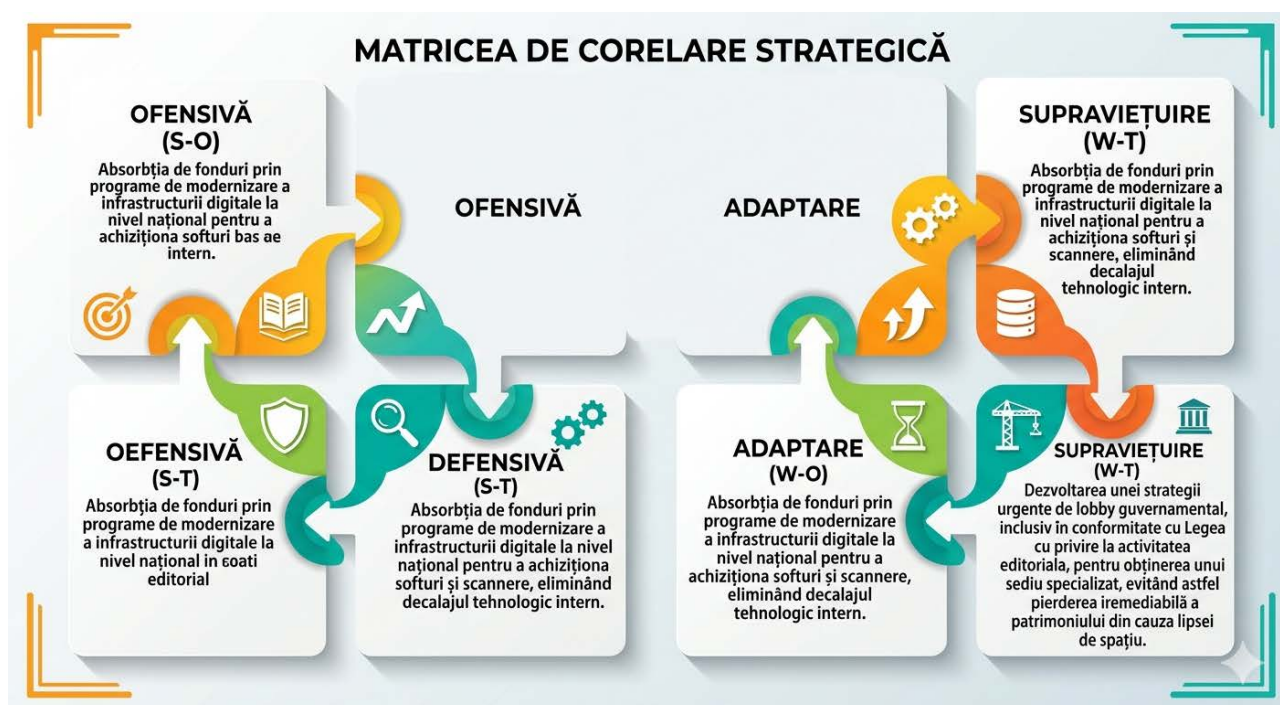 MATRICEA DE CORELARE STRATEGICĂ
OFENSIVĂ
(S-O)
Absorbția de fonduri prin
programe de modernizare a
infrastructurii digitale la
nivel național pentru a
achiziționa softuri bas ae
intern.
OFENSIVĂ
ADAPTARE
SUPRAVIEȚUIRE
(W-T)
Absorbția de fonduri prin
programe de modernizare a
infrastructurii digitale la
nivel național pentru a
achiziționa softuri și
scannere, eliminând
decalajul
tehnologic intern.
OEFENSIVĂ
(S-T)
Absorbția de fonduri prin
programe de modernizare
a infrastructurii digitale la
nivel național in soati
editorial
DEFENSIVĂ
(S-T)
Absorbția de fonduri prin
programe de modernizare a
infrastructurii digitale la nivel
național pentru a achiziționa
softuri și scannere, eliminând
decalajul tehnologic intern.
ADAPTARE
(W-O)
Absorbția de fonduri prin
programe de modernizare
a infrastructurii digitale la
nivel național pentru a
achiziționa softuri și scannere,
eliminând decalajul
tehnologic intern.
SUPRAVIEȚUIRE
(W-T)
Dezvoltarea unei strategii
urgente de lobby guvernamental,
inclusiv în conformitate cu Legea
cu privire la activitatea
editoriala, pentru obținerea unui
sediu specializat, evitând astfel
pierderea iremediabilă a
patrimoniului din cauza lipsei
de spațiu.